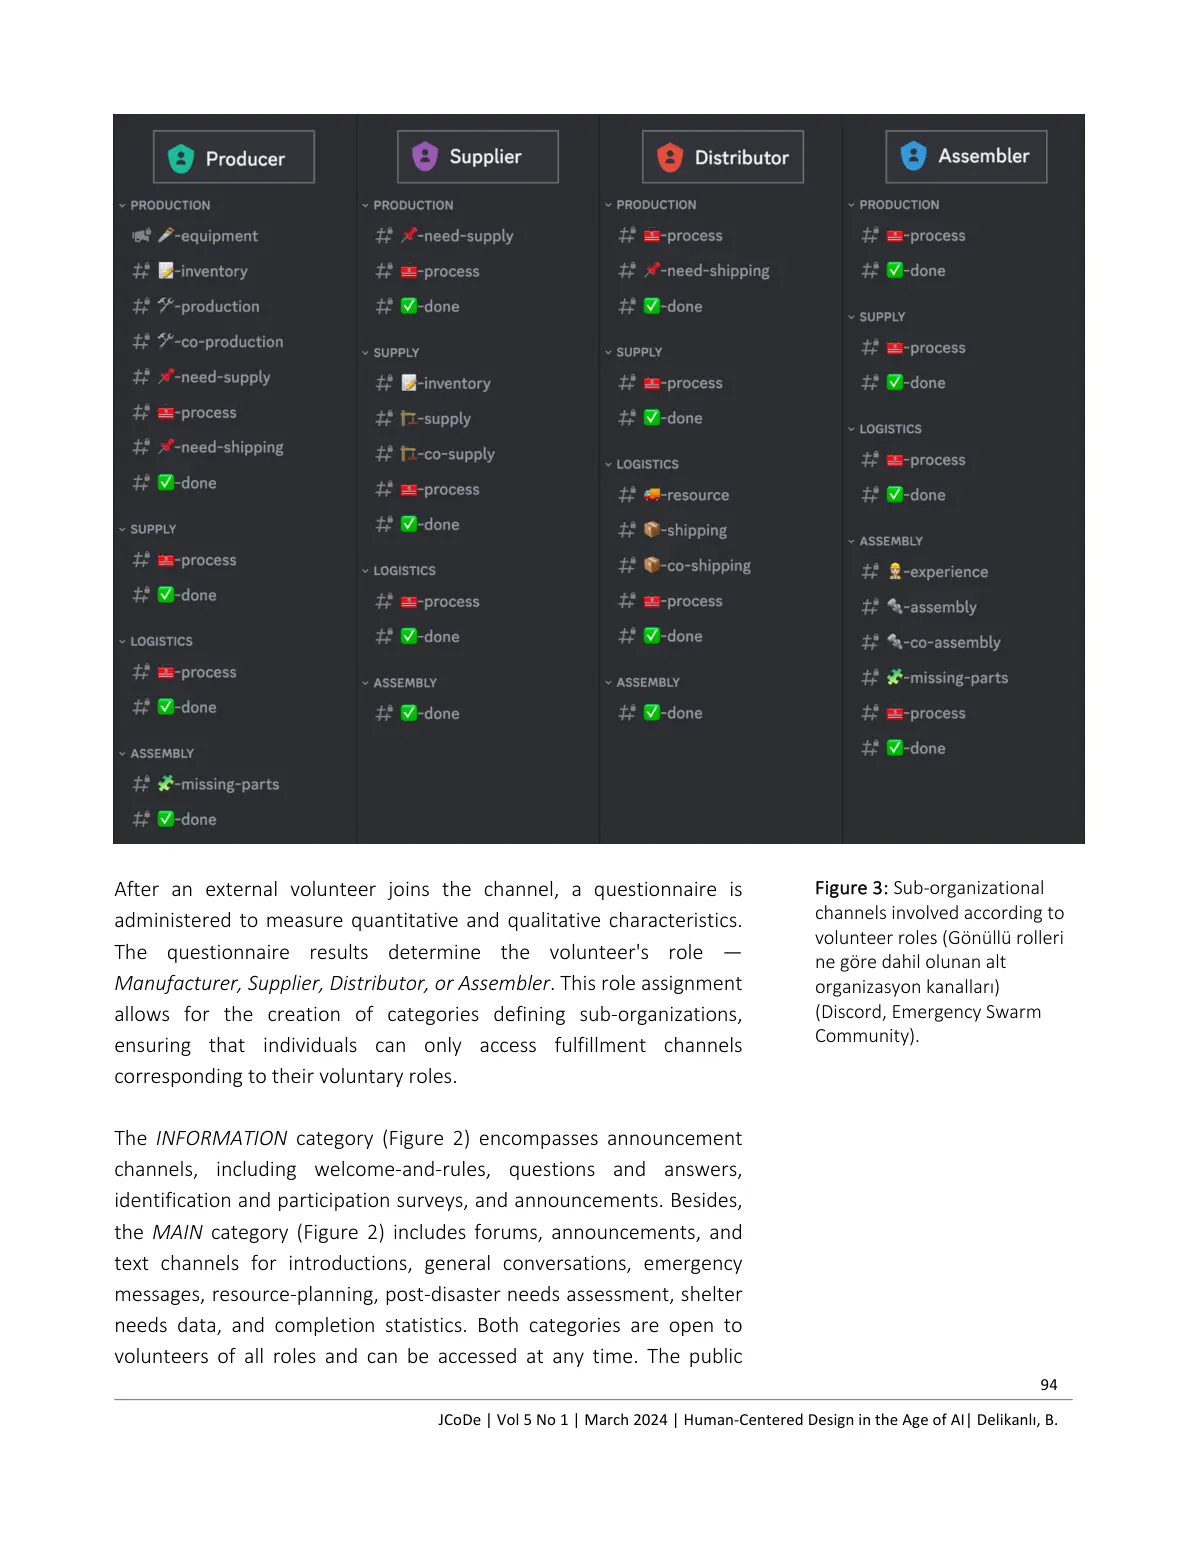 Producer
PRODUCTION
-equipment
-inventory
-production
-co-production
-need-supply
-process
-need-shipping
-done
SUPPLY
-process
-done
LOGISTICS
-process
-done
ASSEMBLY
-missing-parts
-done
Supplier
PRODUCTION
-need-supply
-process
-done
SUPPLY
-inventory
-supply
-co-supply
-process
-done
LOGISTICS
-process
-done
ASSEMBLY
-done
Distributor
PRODUCTION
-process
-need-shipping
-done
SUPPLY
-process
-done
LOGISTICS
-resource
-shipping
-co-shipping
-process
-done
ASSEMBLY
-done
Assembler
PRODUCTION
-process
-done
SUPPLY
-process
-done
LOGISTICS
-process
-done
ASSEMBLY
-experience
-assembly
-co-assembly
-missing-parts
-process
-done
After an external volunteer joins the channel, a questionnaire is
administered to measure quantitative and qualitative characteristics.
The questionnaire results determine the volunteer's role —
Manufacturer, Supplier, Distributor, or Assembler. This role assignment
allows for the creation of categories defining sub-organizations,
ensuring that individuals can only access fulfillment channels
corresponding to their voluntary roles.
The INFORMATION category (Figure 2) encompasses announcement
channels, including welcome-and-rules, questions and answers,
identification and participation surveys, and announcements. Besides,
the MAIN category (Figure 2) includes forums, announcements, and
text channels for introductions, general conversations, emergency
messages, resource-planning, post-disaster needs assessment, shelter
needs data, and completion statistics. Both categories are open to
volunteers of all roles and can be accessed at any time. The public
Figure 3: Sub-organizational
channels involved according to
volunteer roles (Gönüllü rolleri
ne göre dahil olunan alt
organizasyon kanalları)
(Discord, Emergency Swarm
Community).
94
JCoDe | Vol 5 No 1 | March 2024 | Human-Centered Design in the Age of AI| Delikanlı, B.